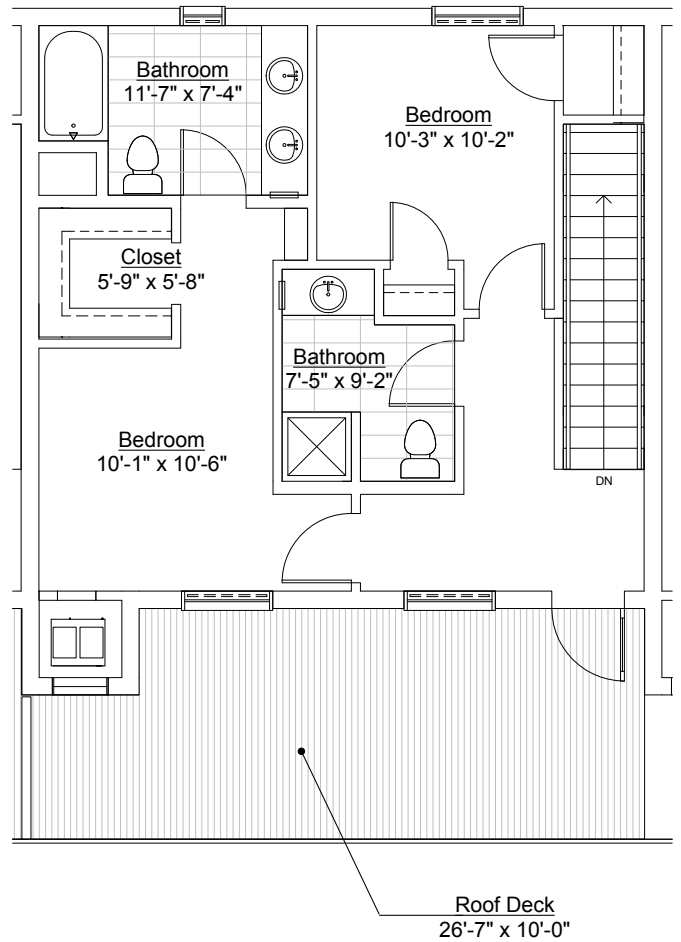 Bathroom
11'-7" x 7'-4"
Bedroom
10'-3" x 10'-2"
Closet
5'-9" x 5'-8"
Bathroom
7'-5" x 9'-2"
Bedroom
10'-1" x 10'-6"
DN
Roof Deck
26'-7" x 10'-0"